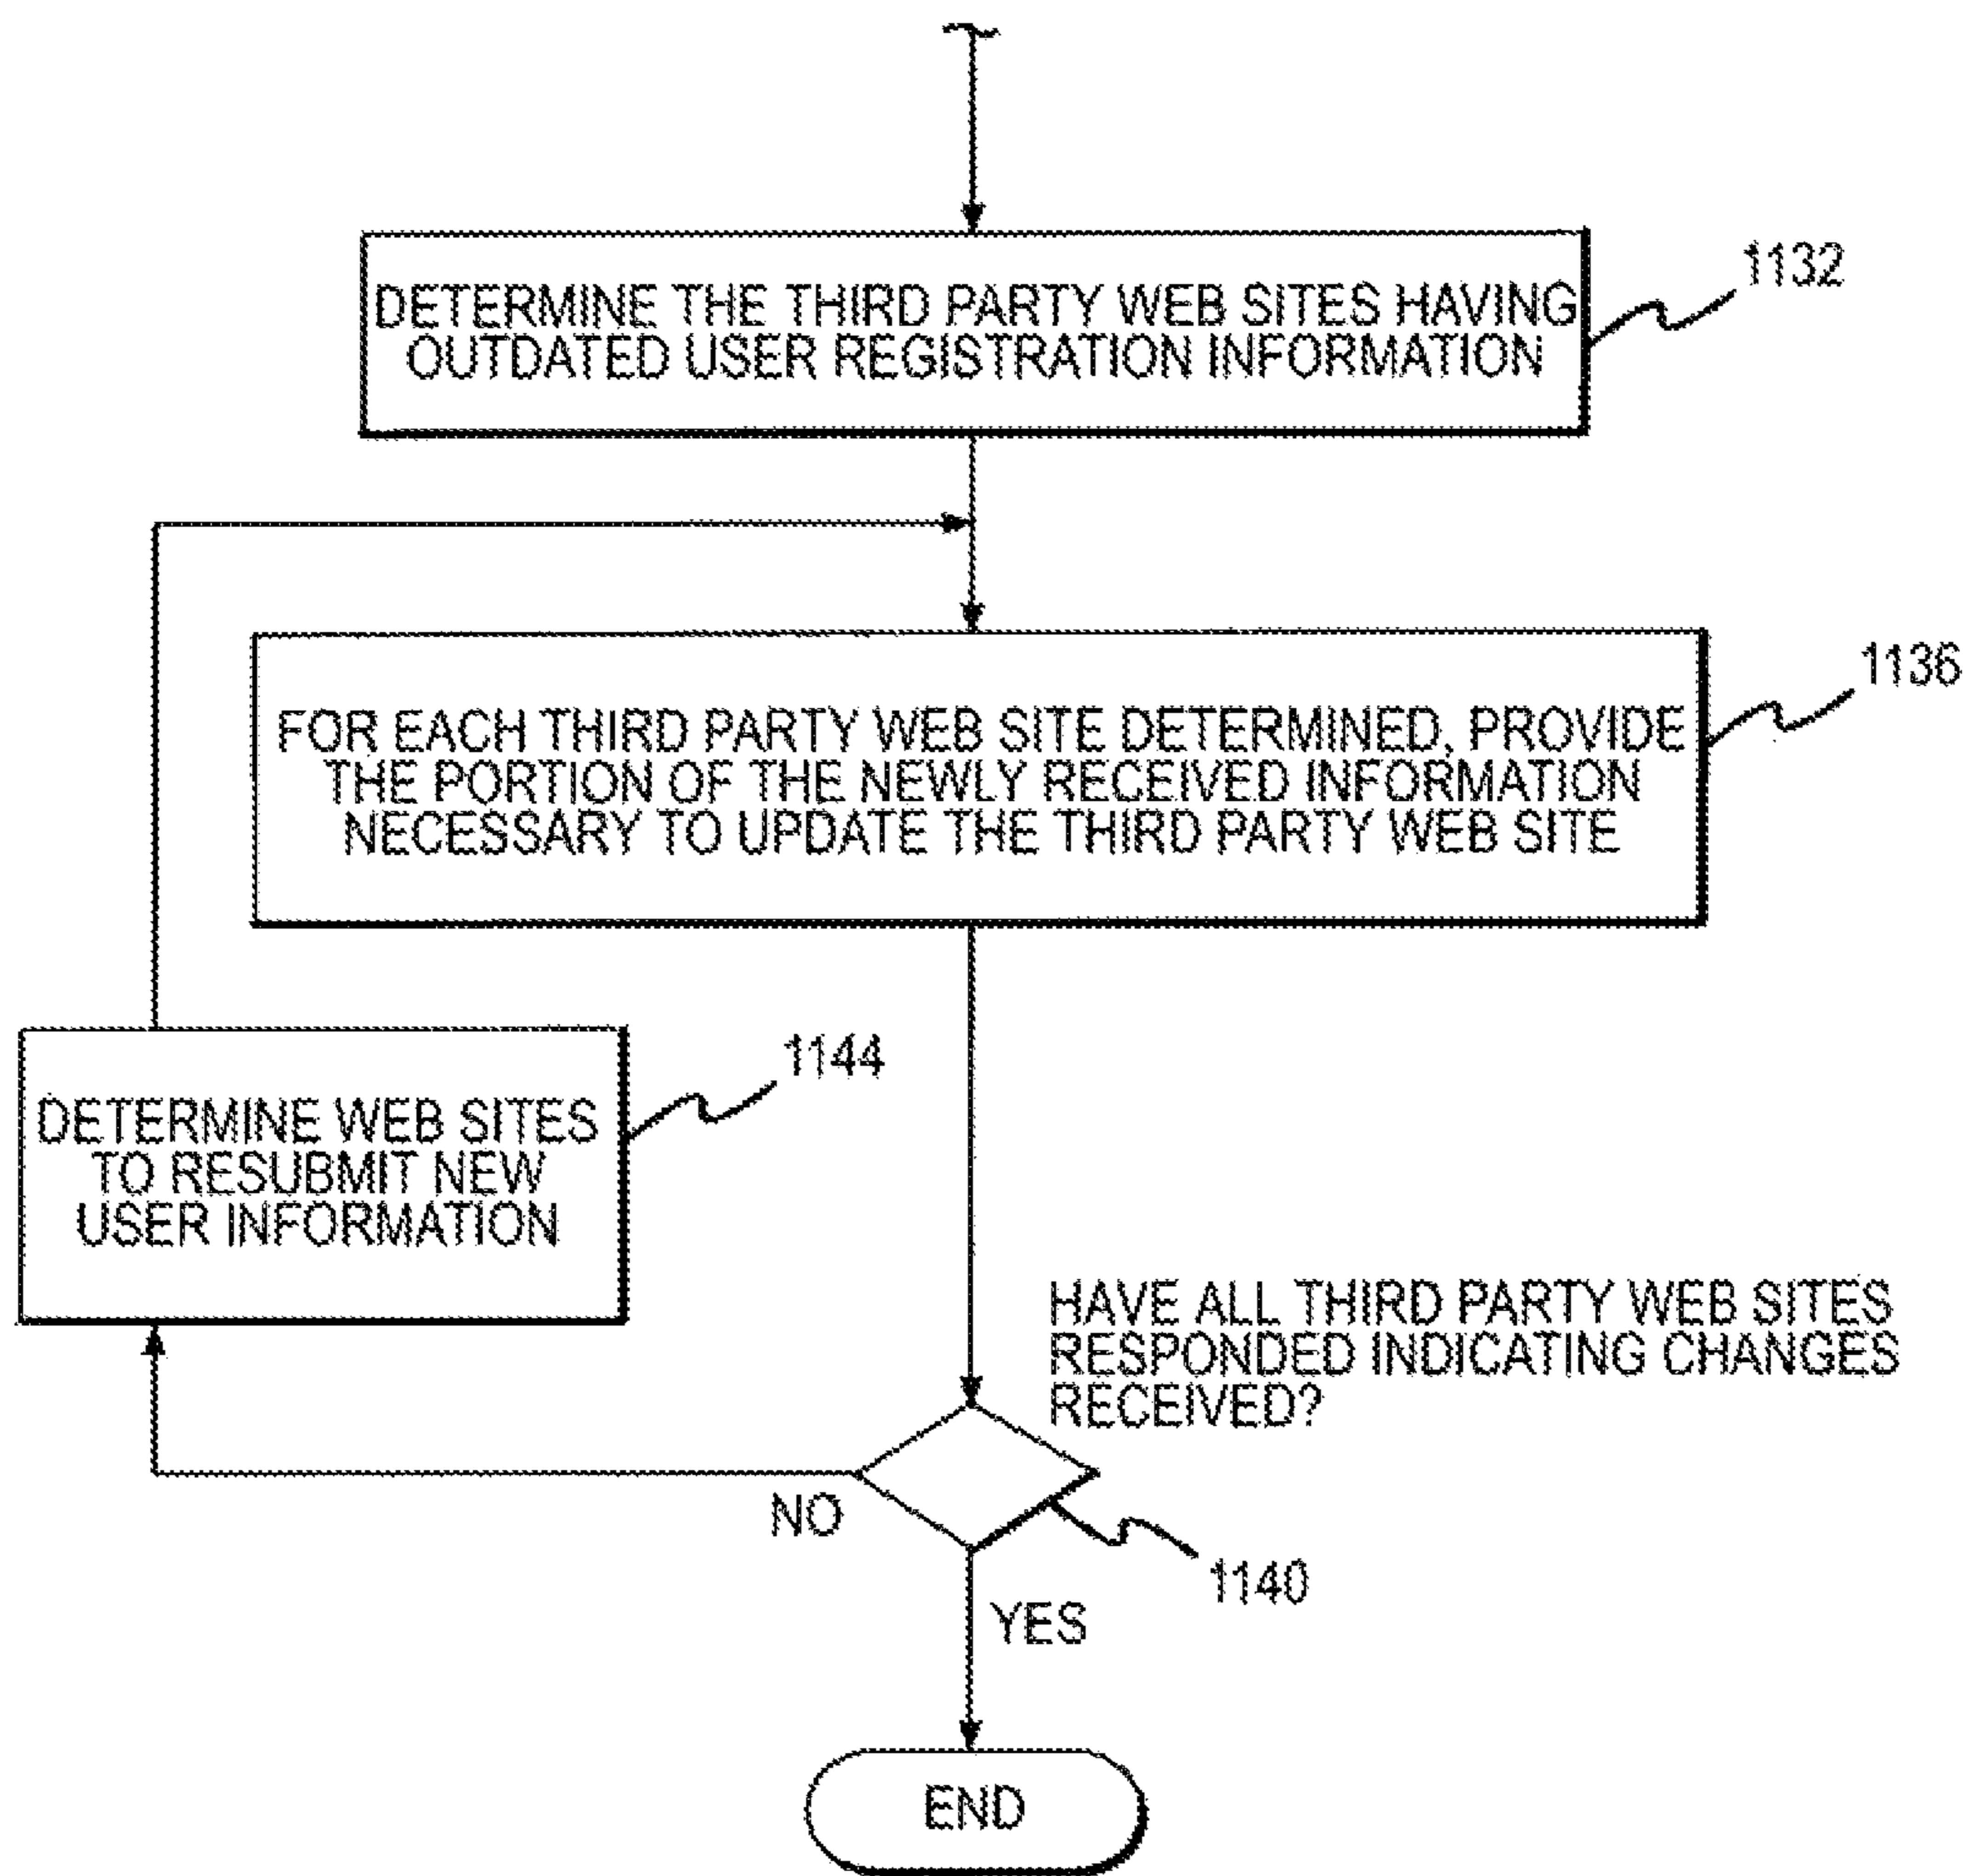 DETERMINE THE THIRD PARTY WEB SITES HAVING
OUTDATED USER REGISTRATION INFORMATION
1132
FOR EACH THIRD PARTY WEB SITE DETERMINED, PROVIDE
THE PORTION OF THE NEWLY RECEIVED INFORMATION
NECESSARY TO UPDATE THE THIRD PARTY WEB SITE
1136
DETERMINE WEB SITES
TO RESUBMIT NEW
USER INFORMATION
1144
HAVE ALL THIRD PARTY WEB SITES
RESPONDED INDICATING CHANGES
RECEIVED?
NO
1140
YES
END